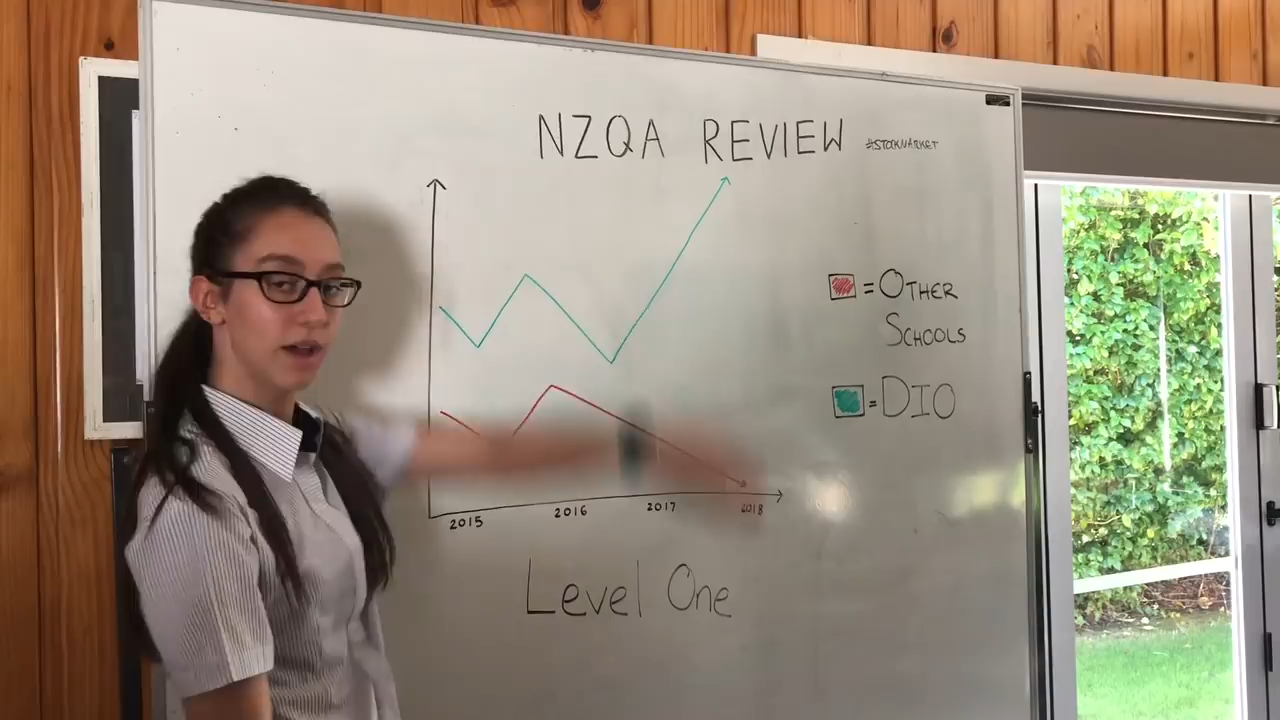 NZQA REVIEW #STOCKMARKET
= OTHER
SCHOOLS
= DIO
2015 2016 2017 2018
Level One